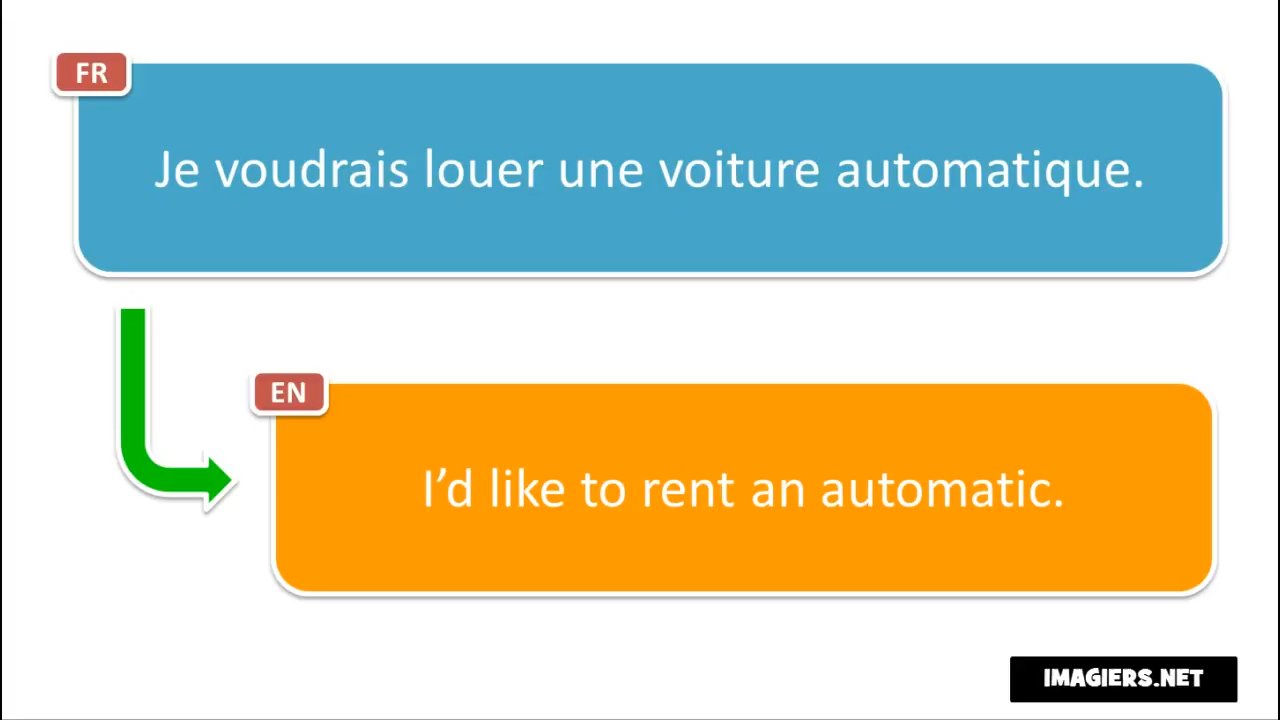 FR
Je voudrais louer une voiture automatique.
EN
I’d like to rent an automatic.
IMAGIERS.NET